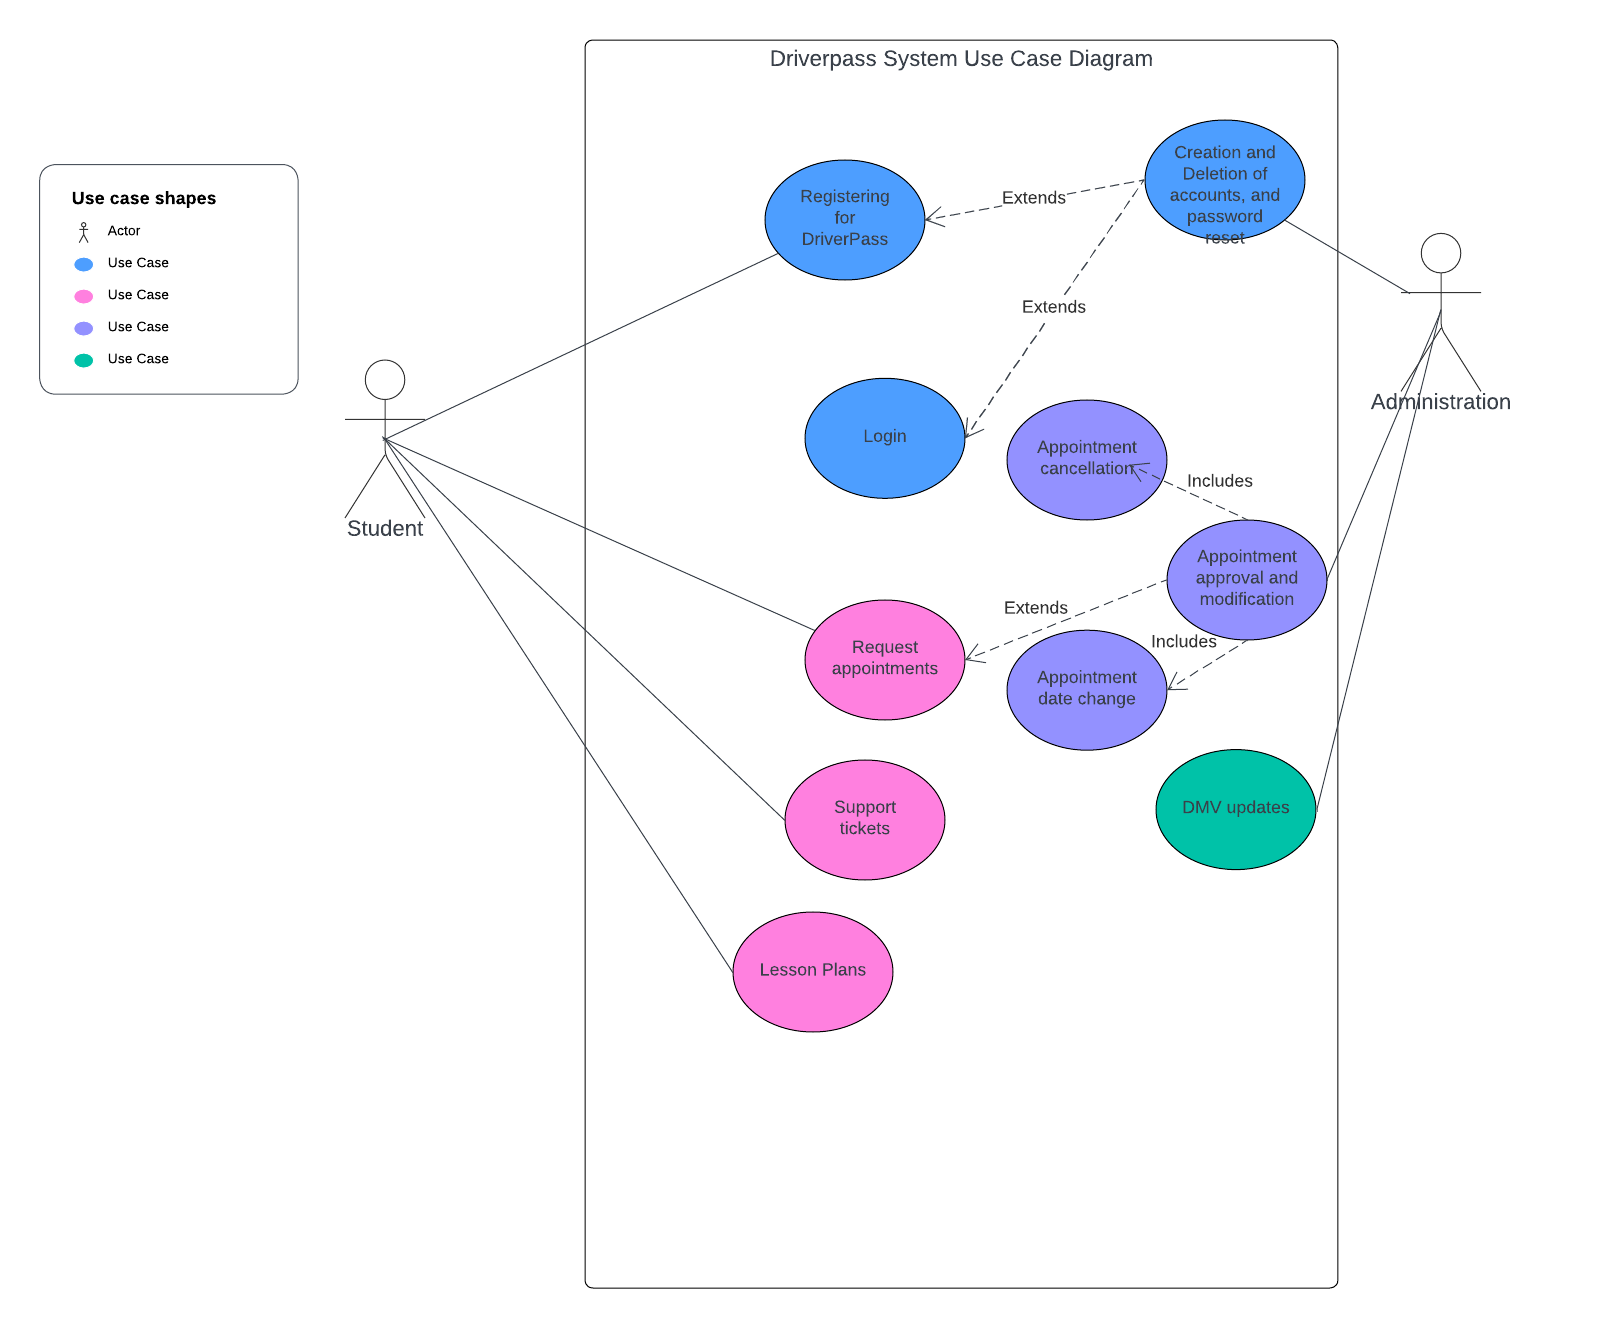 Driverpass System Use Case Diagram
Use case shapes
Actor
Use Case
Use Case
Use Case
Use Case
Student
Administration
Registering
for
DriverPass
Extends
Creation and
Deletion of
accounts, and
password
reset
Extends
Login
Appointment
cancellation
Includes
Appointment
approval and
modification
Extends
Includes
Request
appointments
Appointment
date change
Support
tickets
DMV updates
Lesson Plans